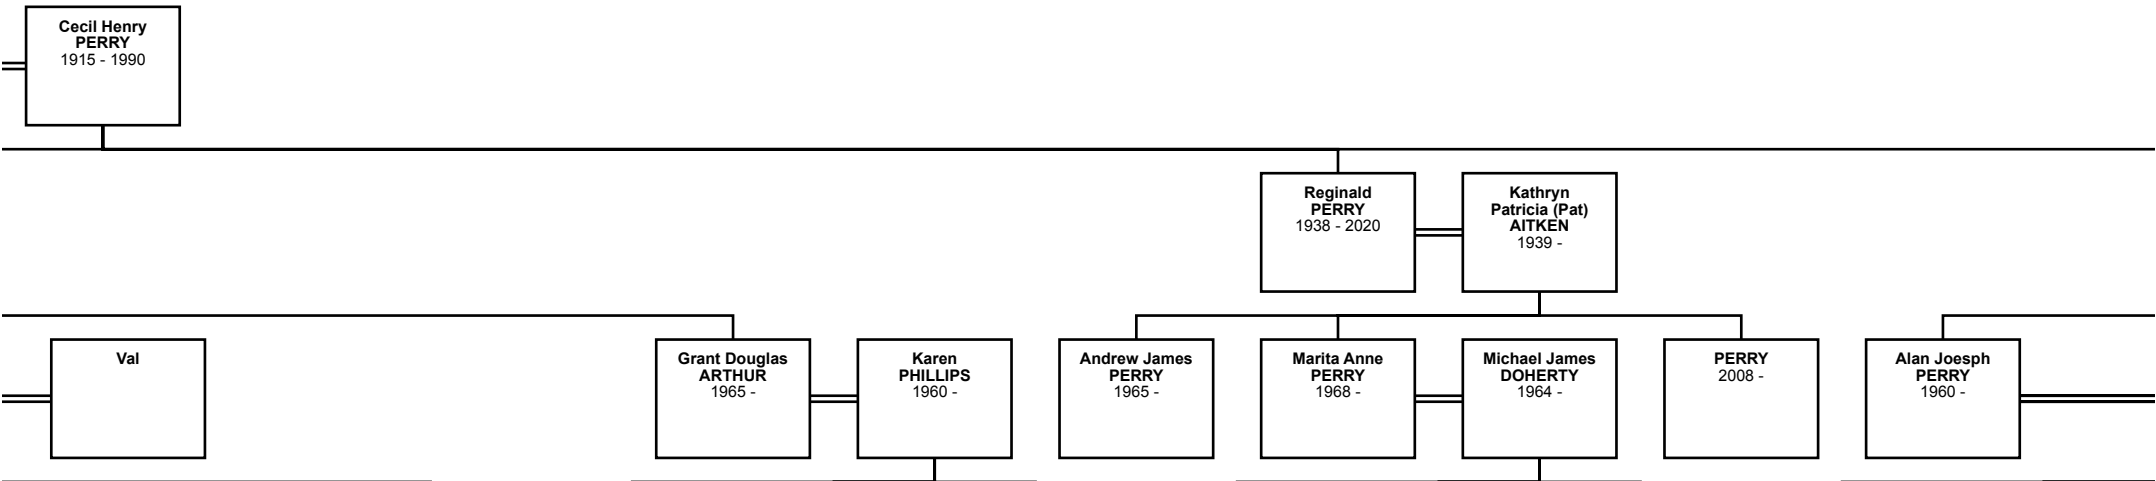 Cecil Henry
PERRY
1915 - 1990
Reginald
PERRY
1938 - 2020
Kathryn
Patricia (Pat)
AITKEN
1939 -
Val
Grant Douglas
ARTHUR
1965 -
Karen
PHILLIPS
1960 -
Andrew James
PERRY
1965 -
Marita Anne
PERRY
1968 -
Michael James
DOHERTY
1964 -
PERRY
2008 -
Alan Joesph
PERRY
1960 -